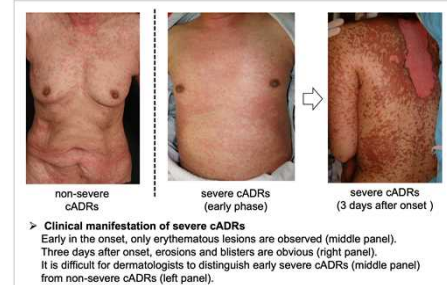 non-severe
cADRs
severe cADRs
(early phase)
severe cADRs
(3 days after onset )
➢ Clinical manifestation of severe cADRs
Early in the onset, only erythematous lesions are observed (middle panel).
Three days after onset, erosions and blisters are obvious (right panel).
It is difficult for dermatologists to distinguish early severe cADRs (middle panel)
from non-severe cADRs (left panel).